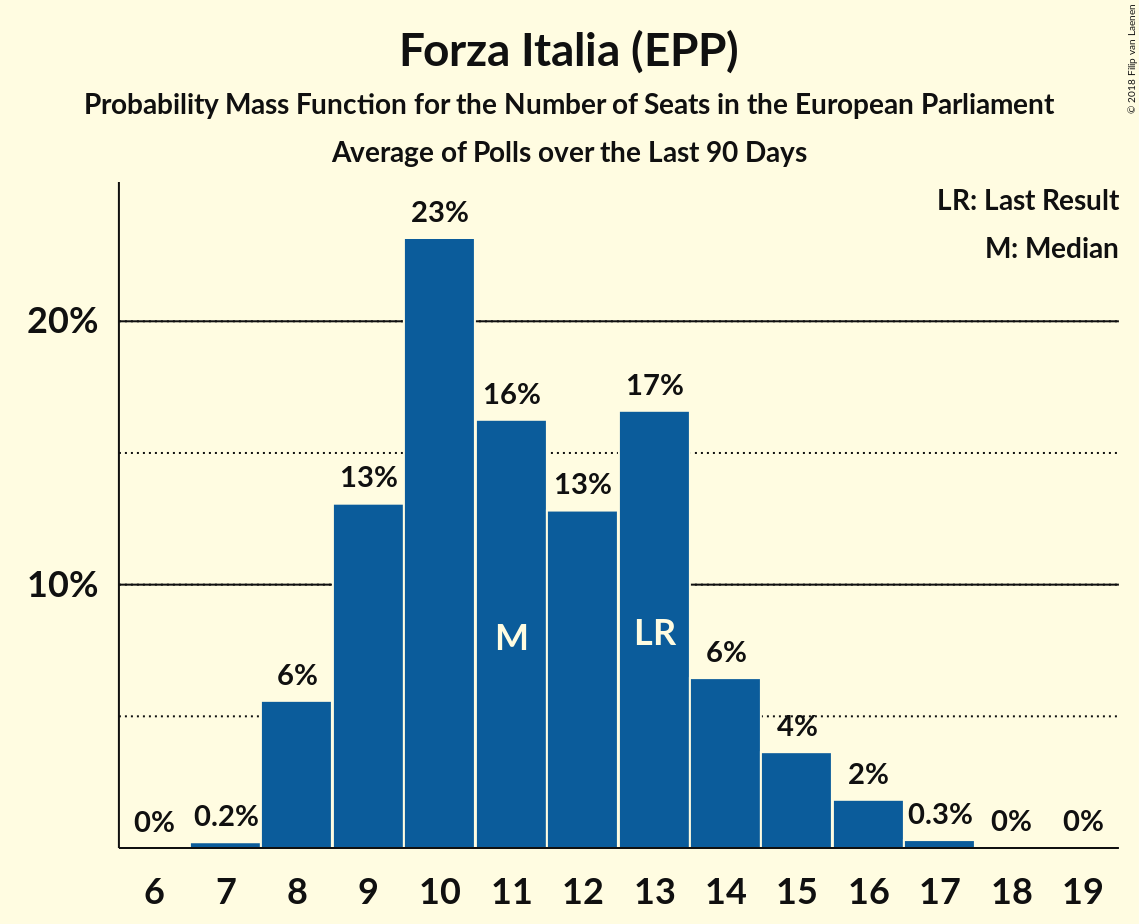 Forza Italia (EPP)
Probability Mass Function for the Number of Seats in the European Parliament
Average of Polls over the Last 90 Days
© 2018 Filip van Laenen
LR: Last Result
M: Median
20%
10%
0%
0.2%
6%
13%
23%
16%
13%
17%
6%
4%
2%
0.3%
0%
0%
M
LR
6 7 8 9 10 11 12 13 14 15 16 17 18 19